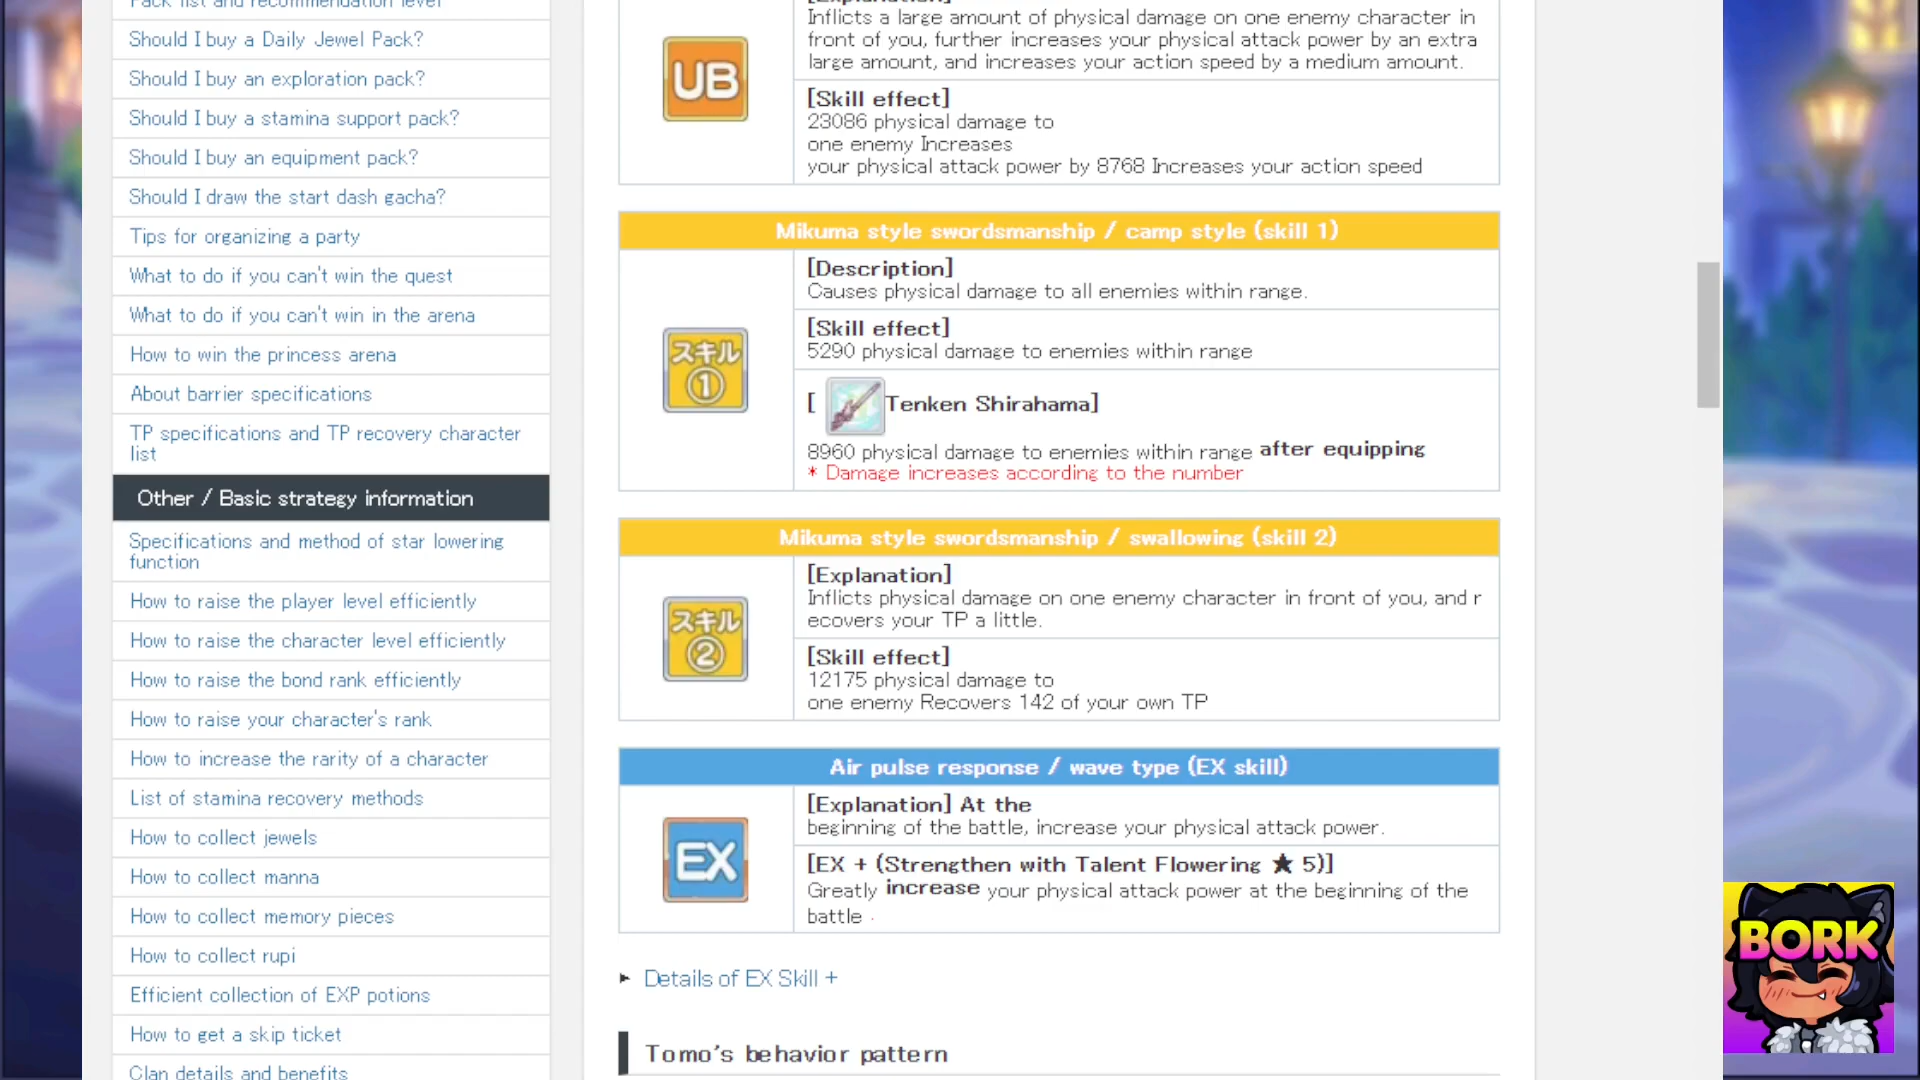 Pack list and recommendation level
Should I buy a Daily Jewel Pack?
Should I buy an exploration pack?
Should I buy a stamina support pack?
Should I buy an equipment pack?
Should I draw the start dash gacha?
Tips for organizing a party
What to do if you can't win the quest
What to do if you can't win in the arena
How to win the princess arena
About barrier specifications
TP specifications and TP recovery character
list
Other / Basic strategy information
Specifications and method of star lowering
function
How to raise the player level efficiently
How to raise the character level efficiently
How to raise the bond rank efficiently
How to raise your character's rank
How to increase the rarity of a character
List of stamina recovery methods
How to collect jewels
How to collect manna
How to collect memory pieces
How to collect rupi
Efficient collection of EXP potions
How to get a skip ticket
Clan details and benefits
[Explanation]
Inflicts a large amount of physical damage on one enemy character in
front of you, further increases your physical attack power by an extra
large amount, and increases your action speed by a medium amount.
UB
[Skill effect]
23086 physical damage to
one enemy Increases
your physical attack power by 8768 Increases your action speed
Mikuma style swordsmanship / camp style (skill 1)
[Description]
Causes physical damage to all enemies within range.
スキル
①
[Skill effect]
5290 physical damage to enemies within range
[ Tenken Shirahama]
8960 physical damage to enemies within range after equipping
* Damage increases according to the number
Mikuma style swordsmanship / swallowing (skill 2)
[Explanation]
Inflicts physical damage on one enemy character in front of you, and r
ecovers your TP a little.
スキル
②
[Skill effect]
12175 physical damage to
one enemy Recovers 142 of your own TP
Air pulse response / wave type (EX skill)
[Explanation] At the
beginning of the battle, increase your physical attack power.
EX
[EX + (Strengthen with Talent Flowering ★ 5)]
Greatly increase your physical attack power at the beginning of the
battle .
Details of EX Skill +
Tomo's behavior pattern
BORK